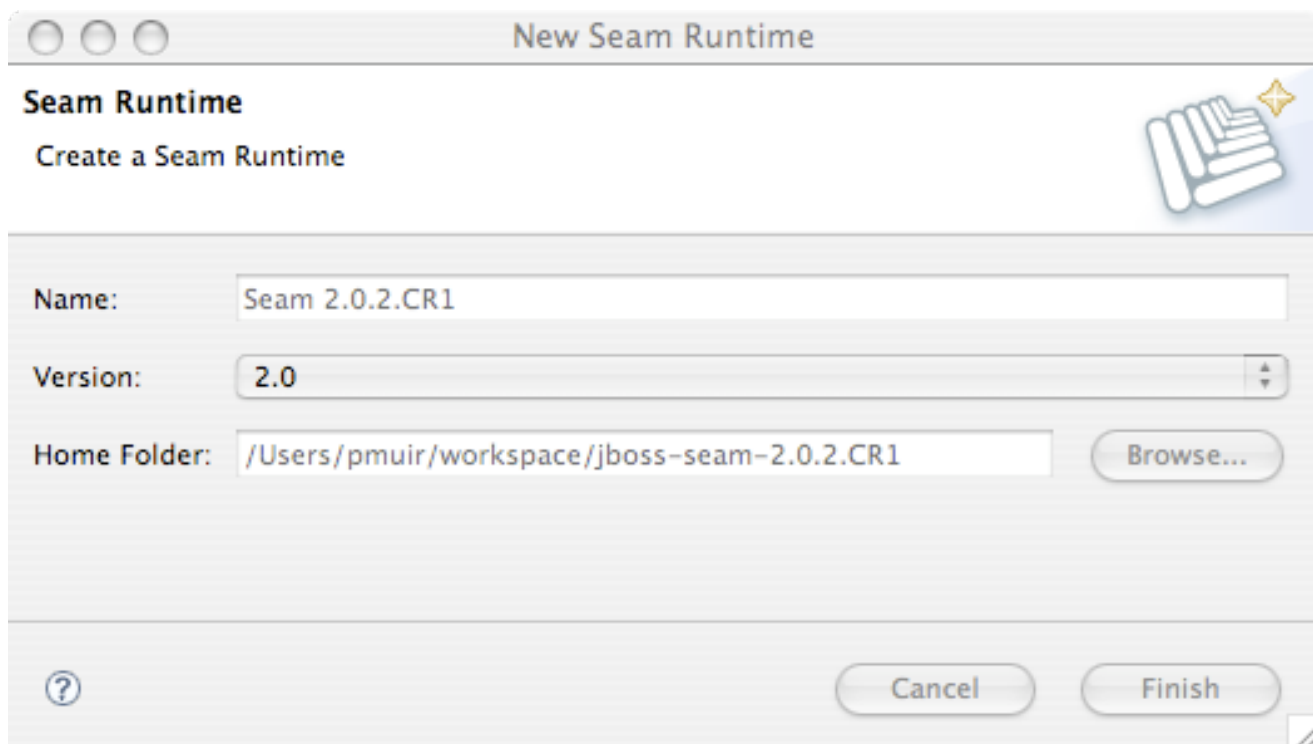 New Seam Runtime
Seam Runtime
Create a Seam Runtime
Name: Seam 2.0.2.CR1
Version: 2.0
Home Folder: /Users/pmuir/workspace/jboss-seam-2.0.2.CR1 Browse...
? Cancel Finish